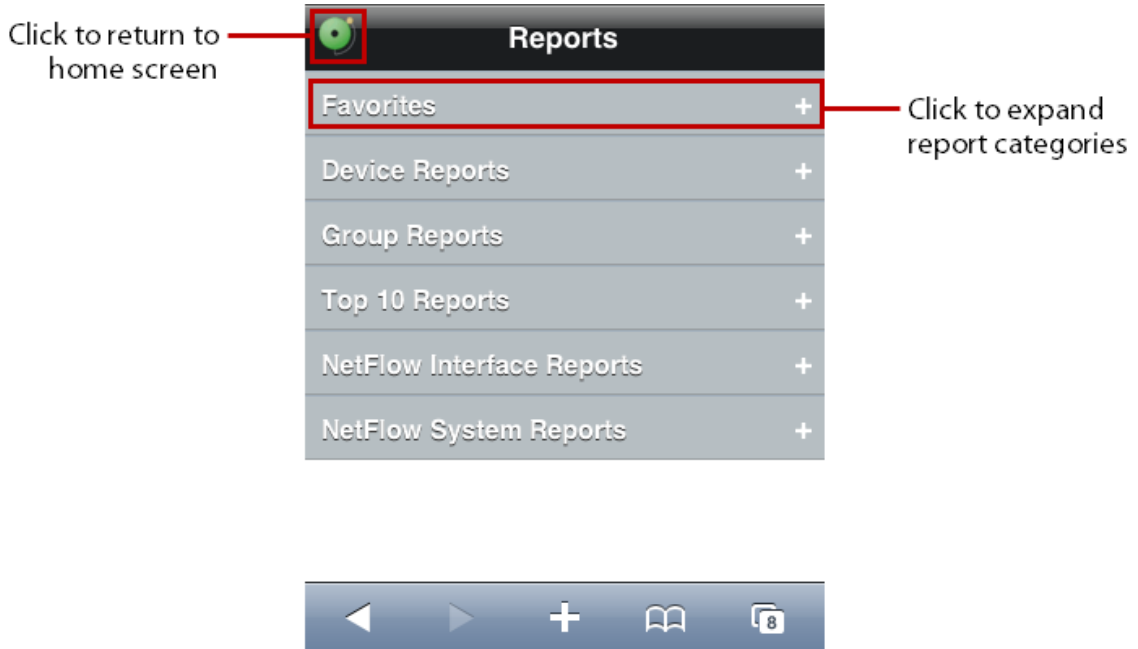 Click to return to
home screen
Reports
Favorites +
Click to expand
report categories
Device Reports +
Group Reports +
Top 10 Reports +
NetFlow Interface Reports +
NetFlow System Reports +
8